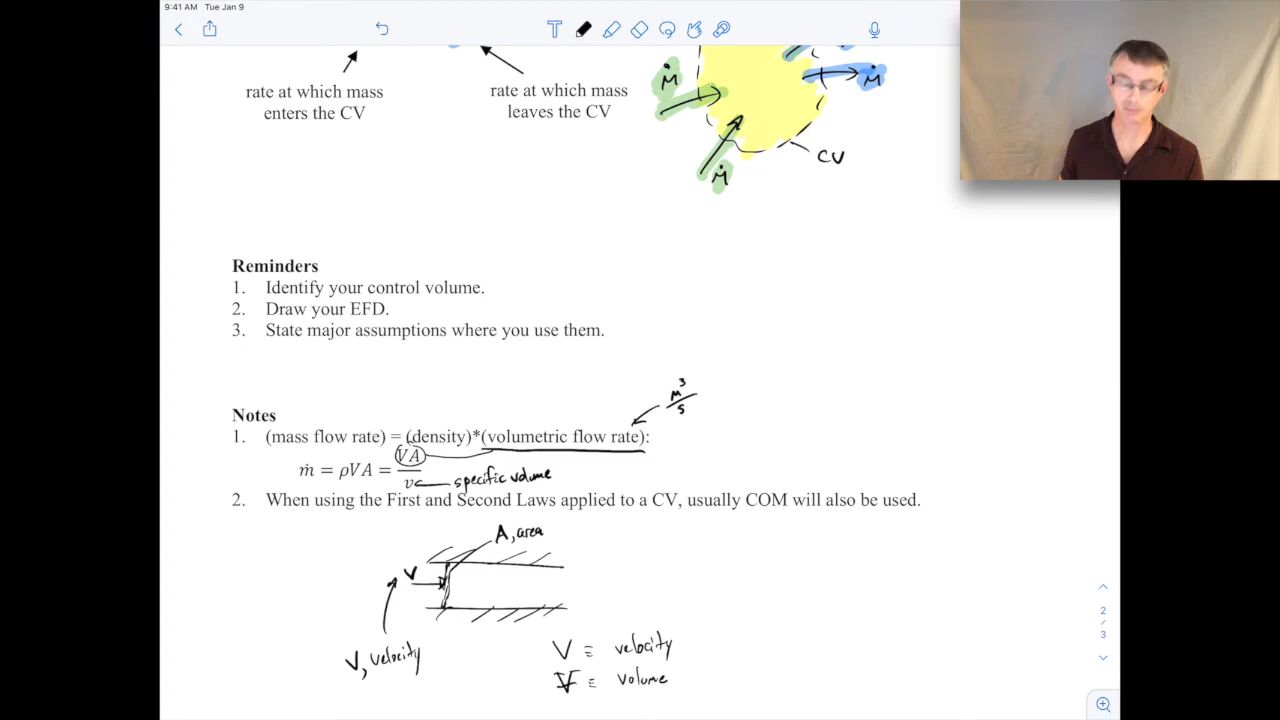 9:41 AM Tue Jan 9
rate at which mass
enters the CV
rate at which mass
leaves the CV
ṁ
ṁ
ṁ
CV
Reminders
1. Identify your control volume.
2. Draw your EFD.
3. State major assumptions where you use them.
m³/s
Notes
1. (mass flow rate) = (density)*(volumetric flow rate):
ṁ = ρVA = VA/v
specific volume
2. When using the First and Second Laws applied to a CV, usually COM will also be used.
A, area
V
V, velocity
V ≡ velocity
V̶ ≡ volume
2
/
3